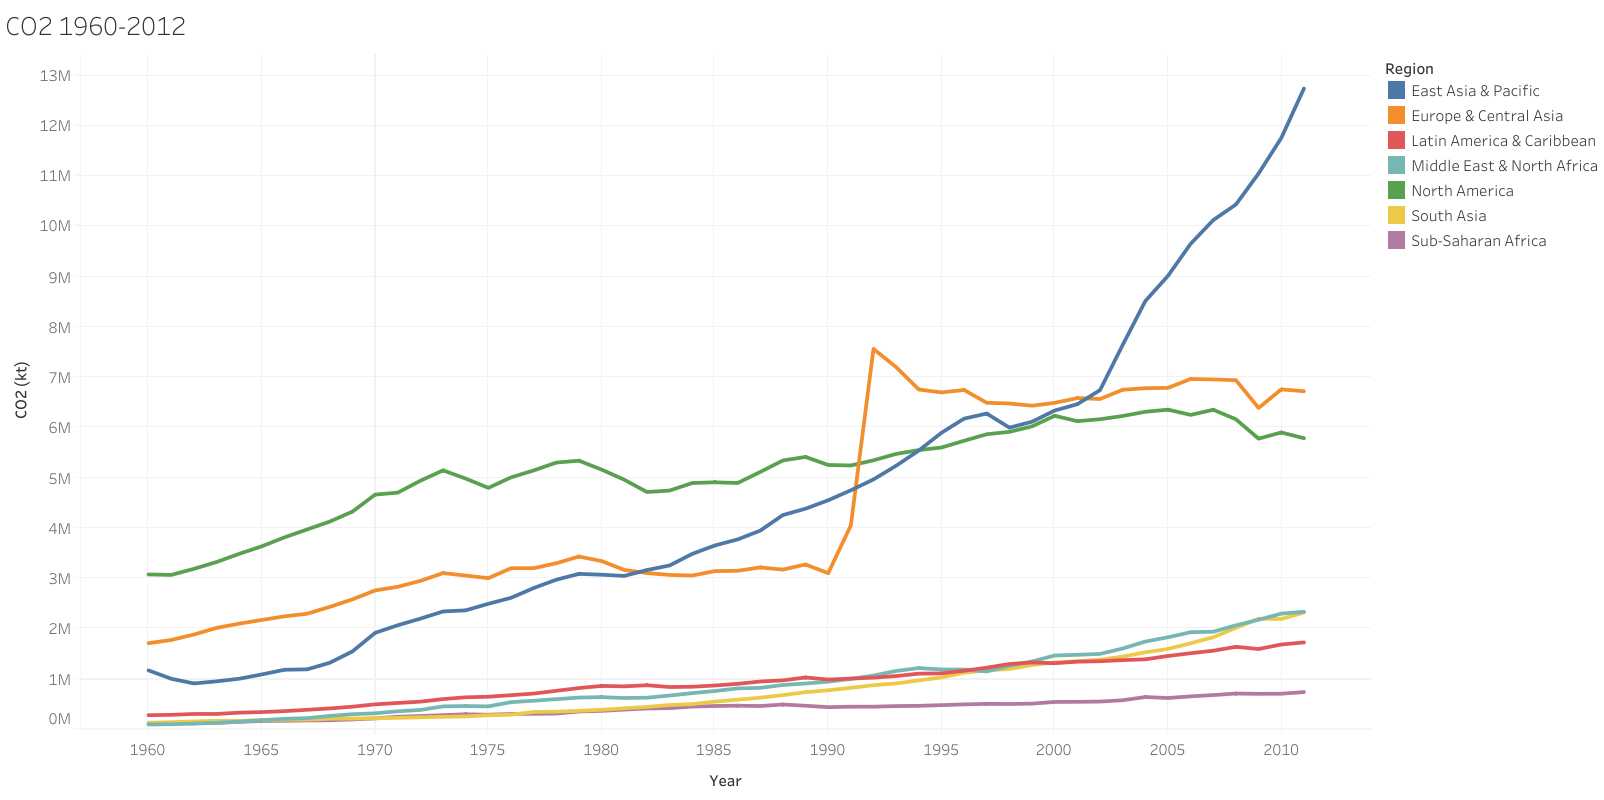 CO2 1960-2012
Region
East Asia & Pacific
Europe & Central Asia
Latin America & Caribbean
Middle East & North Africa
North America
South Asia
Sub-Saharan Africa
13M
12M
11M
10M
9M
8M
7M
6M
5M
4M
3M
2M
1M
0M
CO2 (kt)
1960 1965 1970 1975 1980 1985 1990 1995 2000 2005 2010
Year